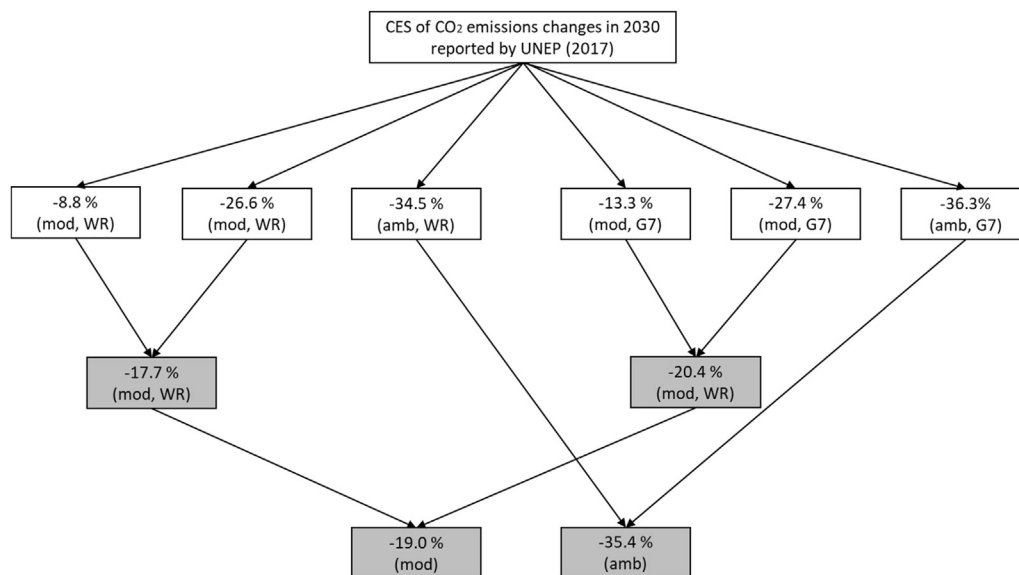 CES of CO₂ emissions changes in 2030
reported by UNEP (2017)
-8.8 %
(mod, WR)
-26.6 %
(mod, WR)
-34.5 %
(amb, WR)
-13.3 %
(mod, G7)
-27.4 %
(mod, G7)
-36.3%
(amb, G7)
-17.7 %
(mod, WR)
-20.4 %
(mod, WR)
-19.0 %
(mod)
-35.4 %
(amb)